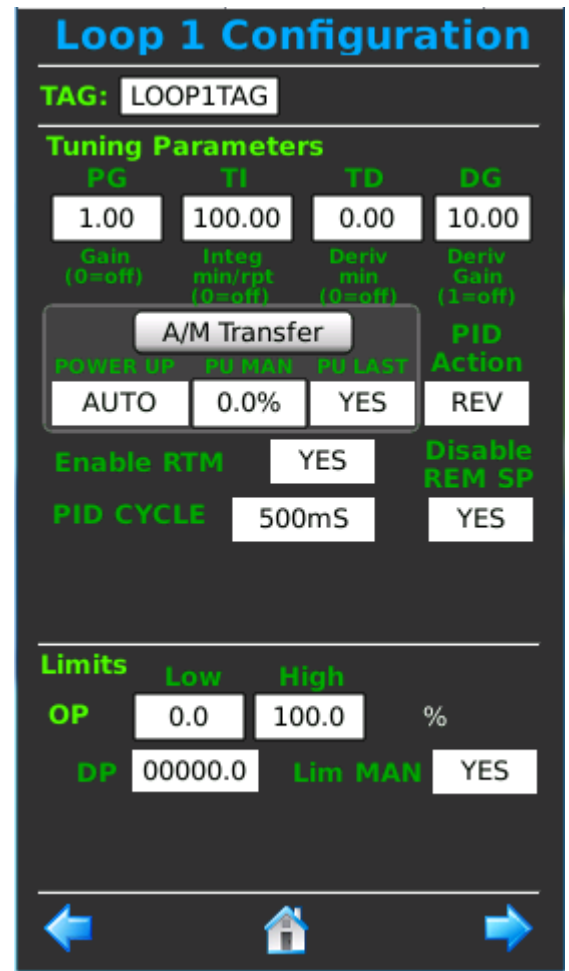 Loop 1 Configuration
TAG: LOOP1TAG
Tuning Parameters
PG TI TD DG
1.00 100.00 0.00 10.00
Gain Integ Deriv Deriv
(0=off) min/rpt min Gain
(0=off) (0=off) (1=off)
A/M Transfer PID
POWER UP PU MAN PU LAST Action
AUTO 0.0% YES REV
Enable RTM YES Disable
REM SP
PID CYCLE 500mS YES
Limits Low High
OP 0.0 100.0 %
DP 00000.0 Lim MAN YES